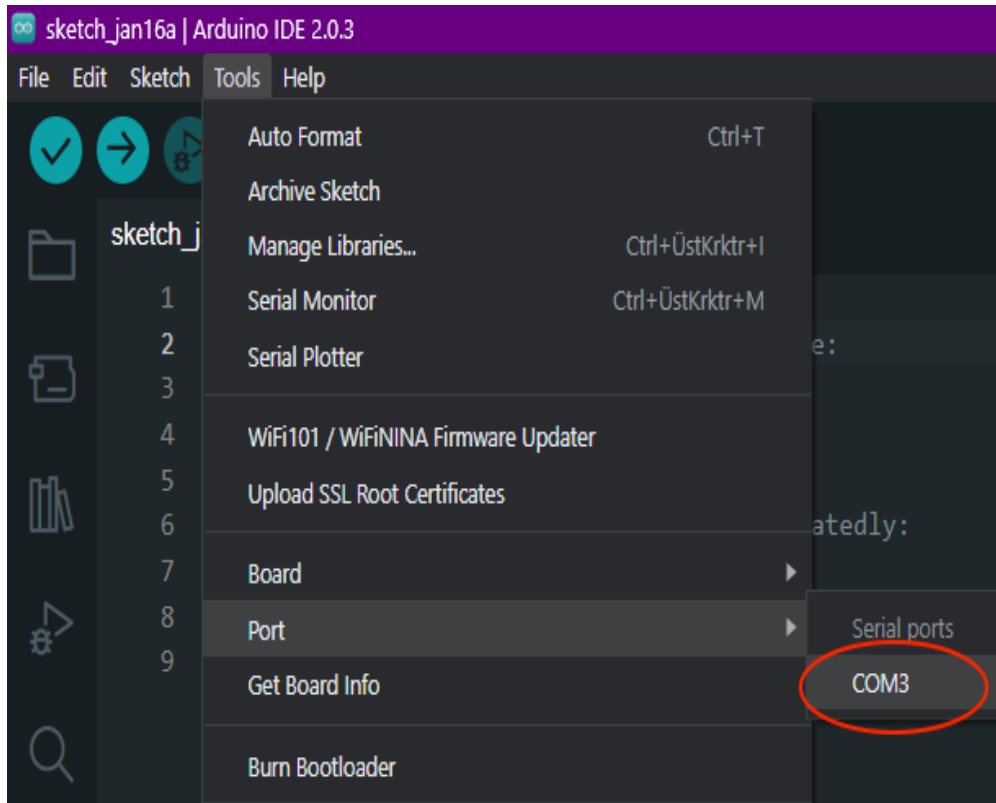 sketch_jan16a | Arduino IDE 2.0.3
File Edit Sketch Tools Help
Auto Format Ctrl+T
Archive Sketch
sketch_j
Manage Libraries... Ctrl+ÜstKrktr+I
1
Serial Monitor Ctrl+ÜstKrktr+M
2 e:
Serial Plotter
3
4 WiFi101 / WiFiNINA Firmware Updater
5
Upload SSL Root Certificates
6 atedly:
7 Board
8 Port Serial ports
9
Get Board Info COM3
Burn Bootloader